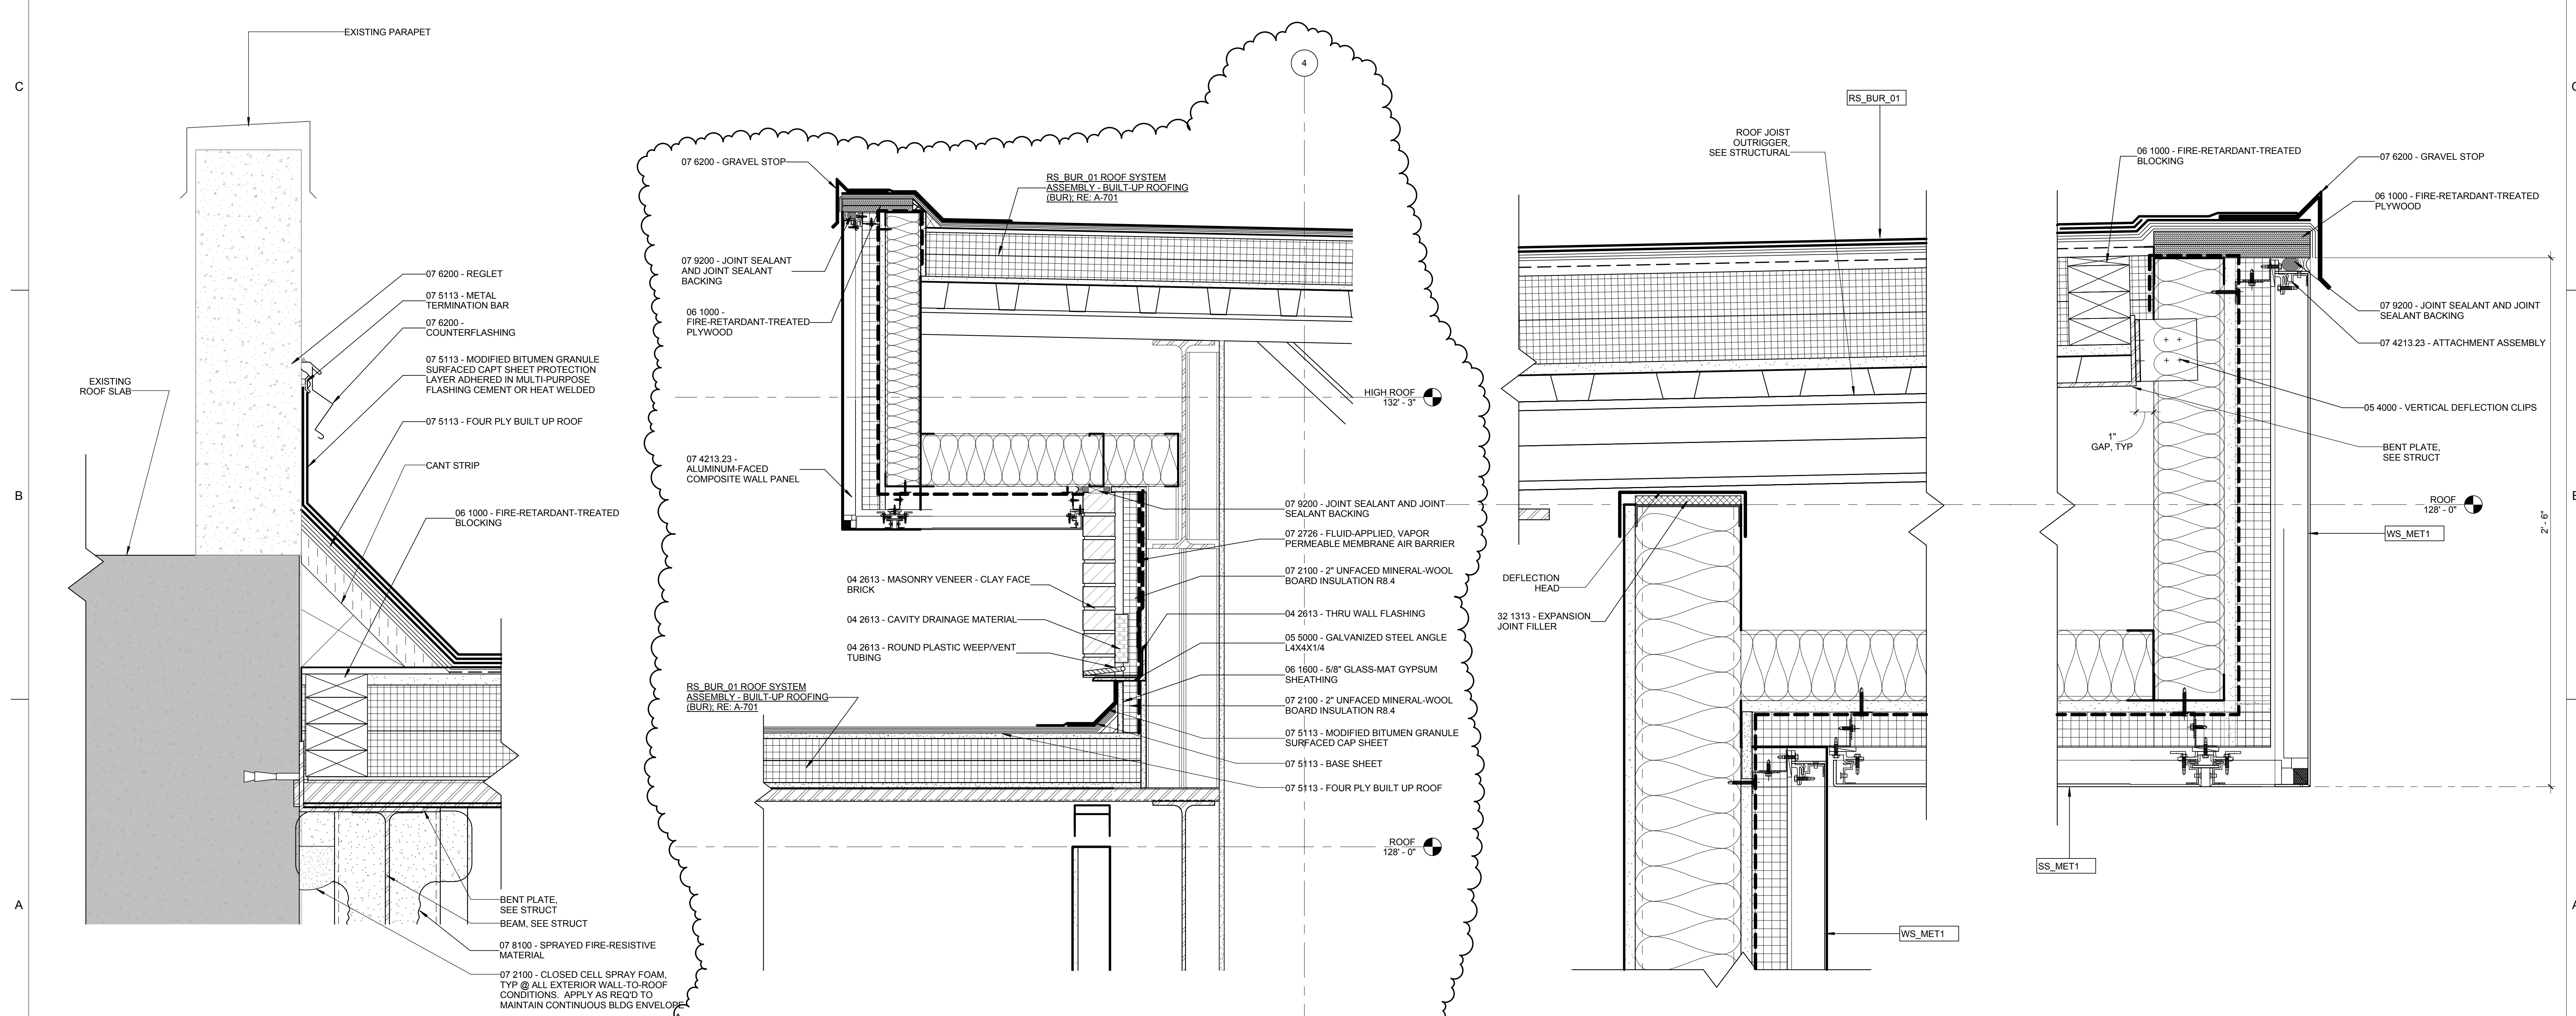 C
B
A
EXISTING PARAPET
07 6200 - REGLET
07 5113 - METAL
TERMINATION BAR
07 6200 -
COUNTERFLASHING
07 5113 - MODIFIED BITUMEN GRANULE
SURFACED CAPT SHEET PROTECTION
LAYER ADHERED IN MULTI-PURPOSE
FLASHING CEMENT OR HEAT WELDED
EXISTING
ROOF SLAB
07 5113 - FOUR PLY BUILT UP ROOF
CANT STRIP
06 1000 - FIRE-RETARDANT-TREATED
BLOCKING
BENT PLATE,
SEE STRUCT
BEAM, SEE STRUCT
07 8100 - SPRAYED FIRE-RESISTIVE
MATERIAL
07 2100 - CLOSED CELL SPRAY FOAM,
TYP @ ALL EXTERIOR WALL-TO-ROOF
CONDITIONS. APPLY AS REQ'D TO
MAINTAIN CONTINUOUS BLDG ENVELOPE
4
07 6200 - GRAVEL STOP
RS_BUR_01 ROOF SYSTEM
ASSEMBLY - BUILT-UP ROOFING
(BUR); RE: A-701
07 9200 - JOINT SEALANT
AND JOINT SEALANT
BACKING
06 1000 -
FIRE-RETARDANT-TREATED
PLYWOOD
HIGH ROOF
132' - 3"
07 4213.23 -
ALUMINUM-FACED
COMPOSITE WALL PANEL
07 9200 - JOINT SEALANT AND JOINT
SEALANT BACKING
07 2726 - FLUID-APPLIED, VAPOR
PERMEABLE MEMBRANE AIR BARRIER
07 2100 - 2" UNFACED MINERAL-WOOL
BOARD INSULATION R8.4
04 2613 - MASONRY VENEER - CLAY FACE
BRICK
04 2613 - CAVITY DRAINAGE MATERIAL
04 2613 - ROUND PLASTIC WEEP/VENT
TUBING
04 2613 - THRU WALL FLASHING
05 5000 - GALVANIZED STEEL ANGLE
L4X4X1/4
06 1600 - 5/8" GLASS-MAT GYPSUM
SHEATHING
RS_BUR_01 ROOF SYSTEM
ASSEMBLY - BUILT-UP ROOFING
(BUR); RE: A-701
07 2100 - 2" UNFACED MINERAL-WOOL
BOARD INSULATION R8.4
07 5113 - MODIFIED BITUMEN GRANULE
SURFACED CAP SHEET
07 5113 - BASE SHEET
07 5113 - FOUR PLY BUILT UP ROOF
ROOF
128' - 0"
RS_BUR_01
ROOF JOIST
OUTRIGGER,
SEE STRUCTURAL
DEFLECTION
HEAD
32 1313 - EXPANSION
JOINT FILLER
WS_MET1
06 1000 - FIRE-RETARDANT-TREATED
BLOCKING
07 6200 - GRAVEL STOP
06 1000 - FIRE-RETARDANT-TREATED
PLYWOOD
07 9200 - JOINT SEALANT AND JOINT
SEALANT BACKING
07 4213.23 - ATTACHMENT ASSEMBLY
05 4000 - VERTICAL DEFLECTION CLIPS
1"
GAP, TYP
BENT PLATE,
SEE STRUCT
ROOF
128' - 0"
WS_MET1
2' - 6"
SS_MET1